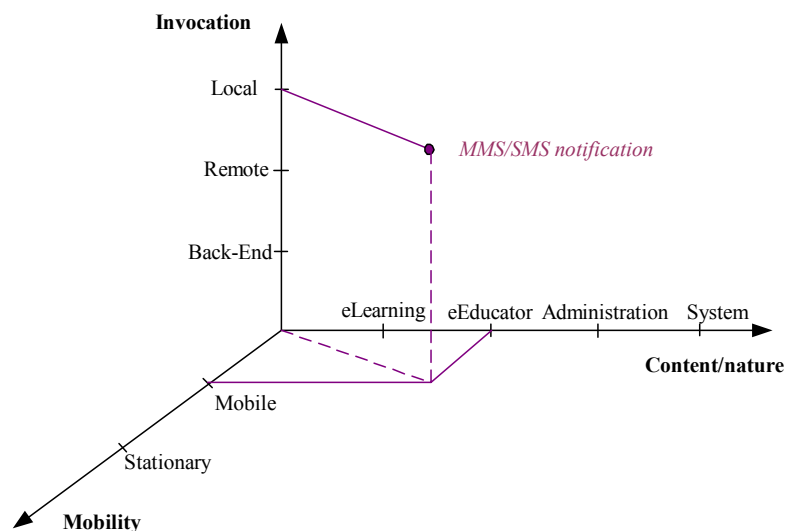 Invocation
Local
MMS/SMS notification
Remote
Back-End
eLearning eEducator Administration System
Content/nature
Mobile
Stationary
Mobility